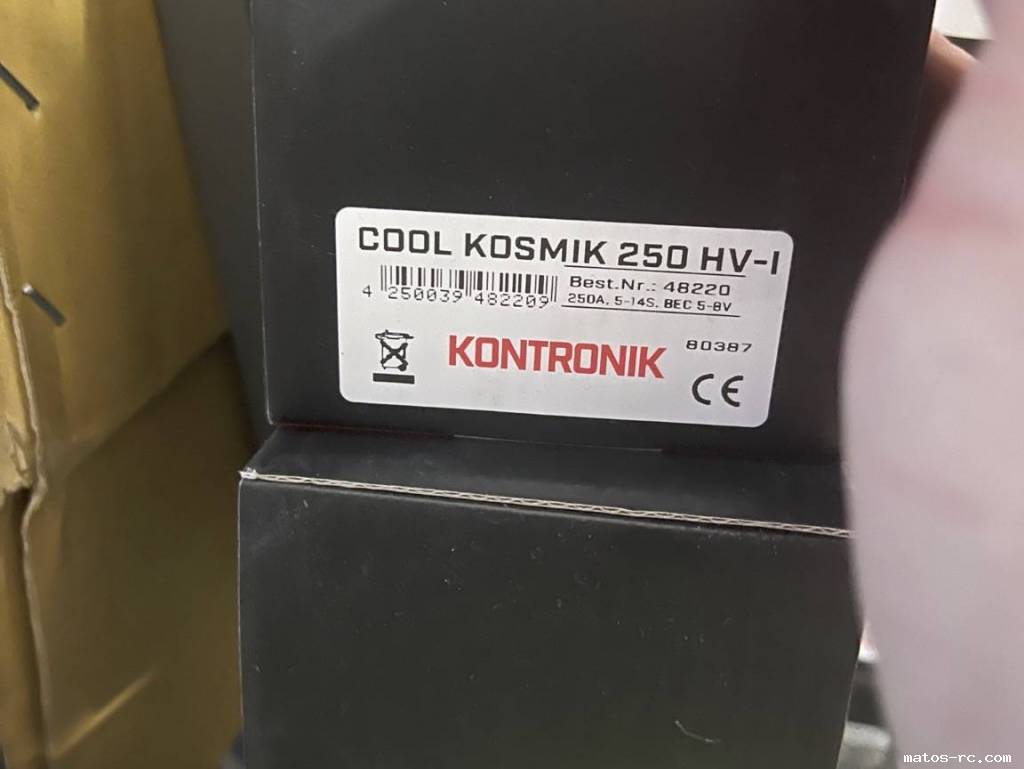 COOL KOSMIK 250 HV-I
Best.Nr.: 48220
4 250039 482209
250A, 5-14S, BEC 5-8V
KONTRONIK
80387
CE
matos-rc.com